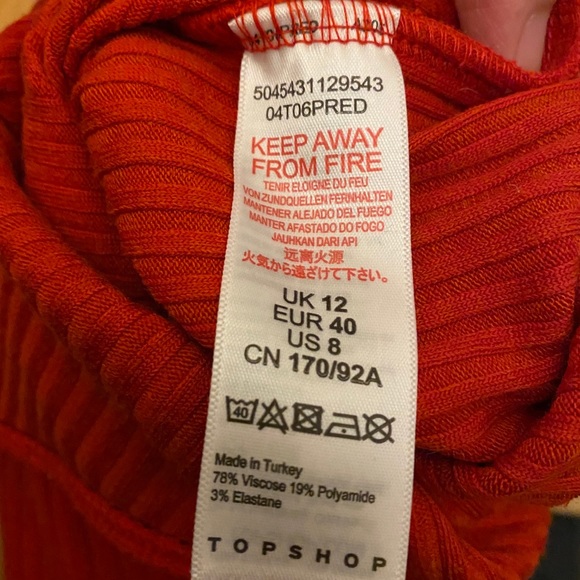 5045431129543
04T06PRED
KEEP AWAY
FROM FIRE
TENIR ELOIGNE DU FEU
VON ZUNDQUELLEN FERNHALTEN
MANTENER ALEJADO DEL FUEGO
MANTER AFASTADO DO FOGO
JAUHKAN DARI API
远离火源
火気から遠ざけて下さい。
UK 12
EUR 40
US 8
CN 170/92A
40
Made in Turkey
78% Viscose 19% Polyamide
3% Elastane
TOPSHOP